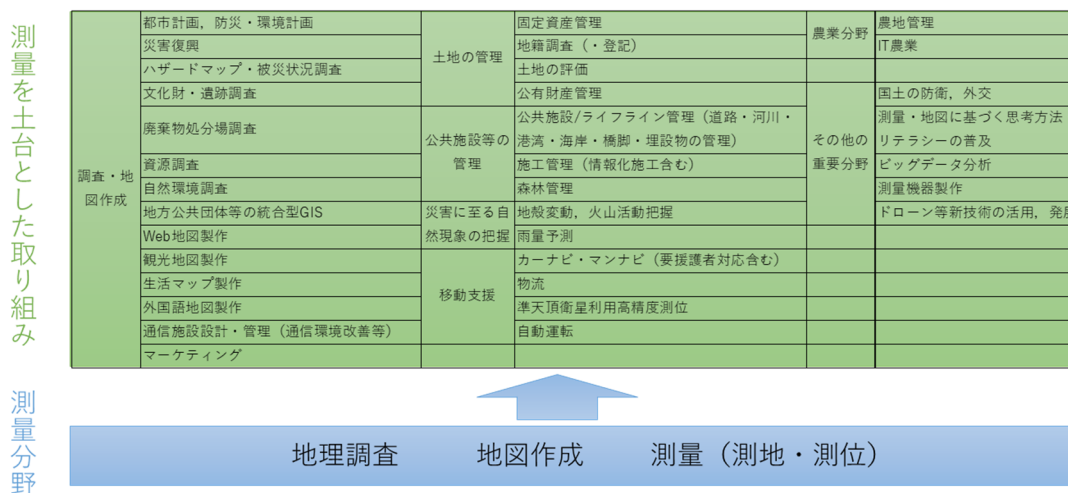 測量を土台とした取り組み
調査・地
図作成
都市計画，防災・環境計画
災害復興
ハザードマップ・被災状況調査
文化財・遺跡調査
廃棄物処分場調査
資源調査
自然環境調査
地方公共団体等の統合型GIS
Web地図製作
観光地図製作
生活マップ製作
外国語地図製作
通信施設設計・管理（通信環境改善等）
マーケティング
土地の管理
固定資産管理
地籍調査（・登記）
土地の評価
公有財産管理
公共施設等の
管理
公共施設/ライフライン管理（道路・河川・
港湾・海岸・橋脚・埋設物の管理）
施工管理（情報化施工含む）
森林管理
災害に至る自
然現象の把握
地殻変動，火山活動把握
雨量予測
移動支援
カーナビ・マンナビ（要援護者対応含む）
物流
準天頂衛星利用高精度測位
自動運転
農業分野
農地管理
IT農業
その他の
重要分野
国土の防衛，外交
測量・地図に基づく思考方法
リテラシーの普及
ビッグデータ分析
測量機器製作
ドローン等新技術の活用，発
測量分野
地理調査 地図作成 測量（測地・測位）